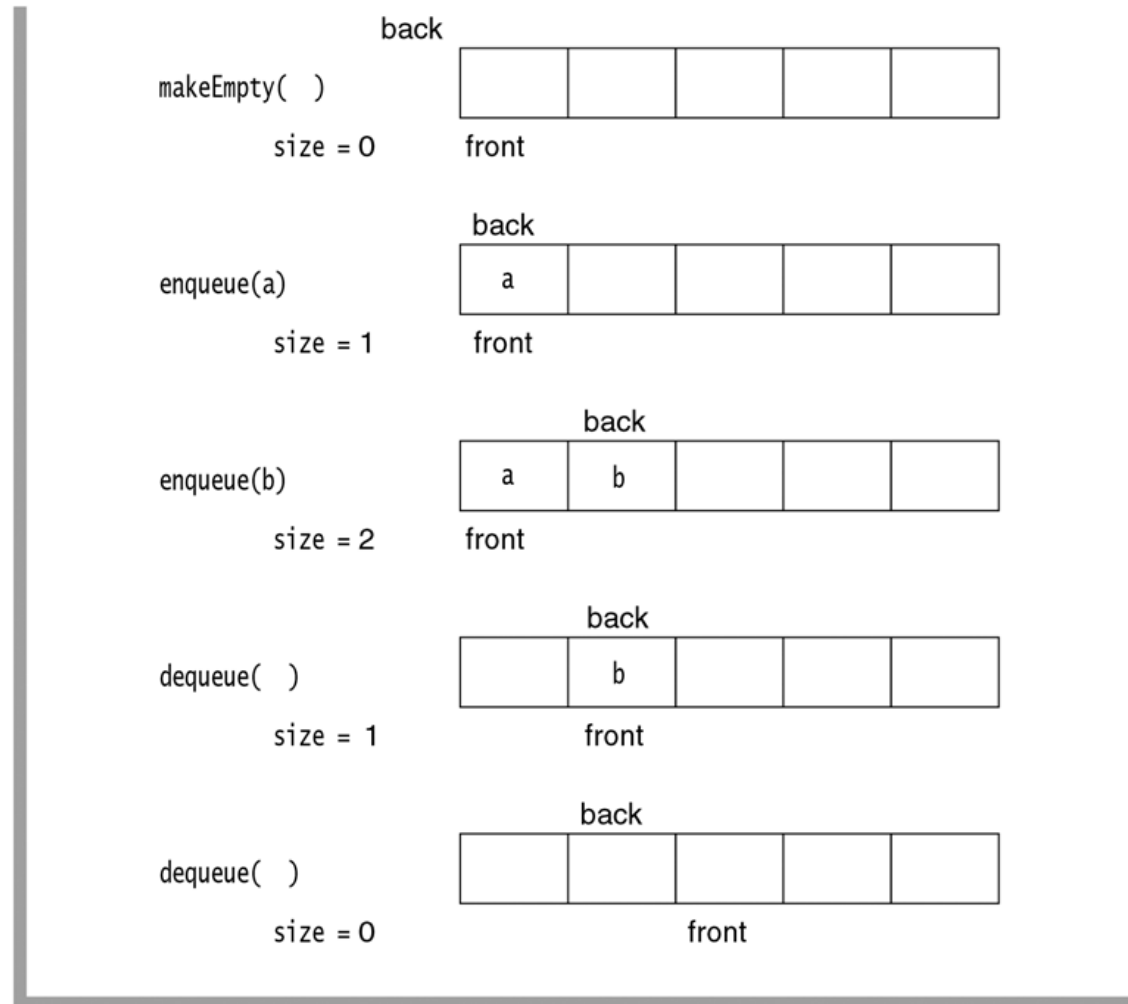 back
makeEmpty( )
size = 0 front
back
enqueue(a) a
size = 1 front
back
enqueue(b) a b
size = 2 front
back
dequeue( ) b
size = 1 front
back
dequeue( )
size = 0 front